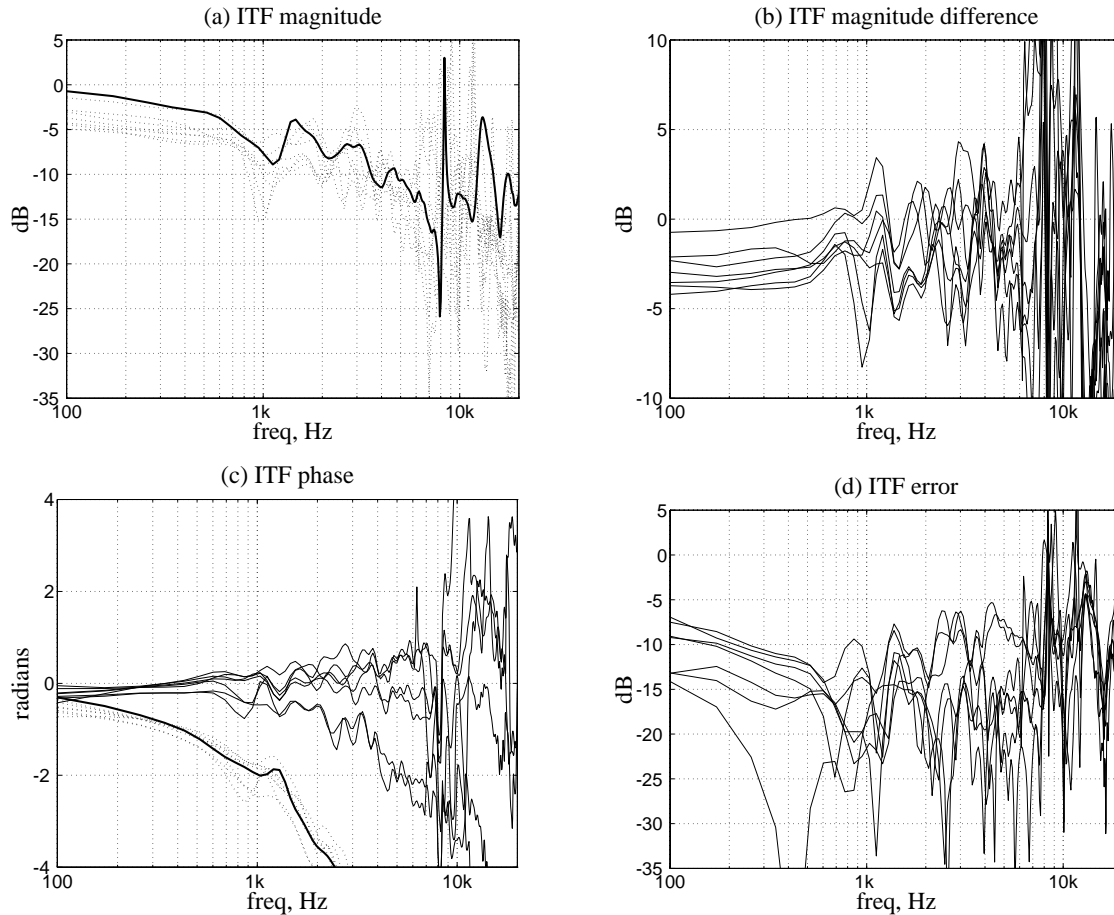 (a) ITF magnitude
5
0
-5
-10
-15
-20
-25
-30
-35
dB
100
1k
10k
freq, Hz
(b) ITF magnitude difference
10
5
0
-5
-10
dB
100
1k
10k
freq, Hz
(c) ITF phase
4
2
0
-2
-4
radians
100
1k
10k
freq, Hz
(d) ITF error
5
0
-5
-10
-15
-20
-25
-30
-35
dB
100
1k
10k
freq, Hz